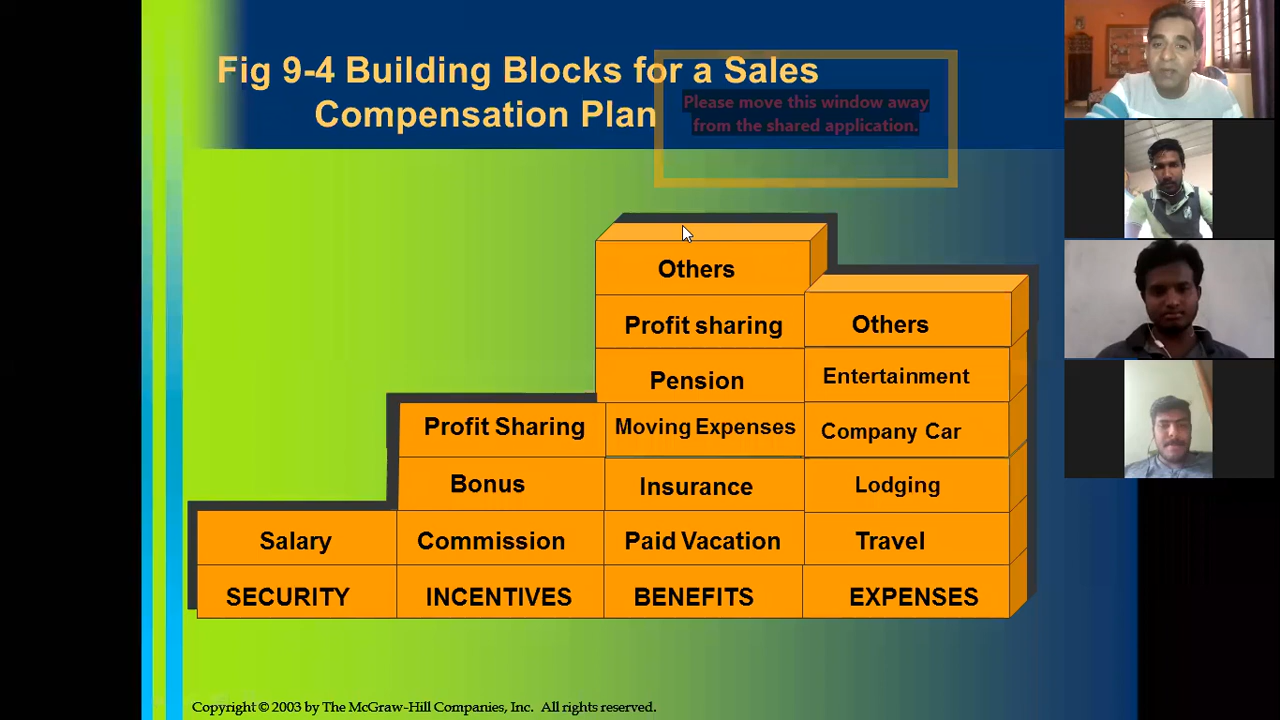 Fig 9-4 Building Blocks for a Sales
Compensation Plan
Please move this window away
from the shared application.
Others
Profit sharing
Others
Pension
Entertainment
Profit Sharing
Moving Expenses
Company Car
Bonus
Insurance
Lodging
Salary
Commission
Paid Vacation
Travel
SECURITY
INCENTIVES
BENEFITS
EXPENSES
Copyright © 2003 by The McGraw-Hill Companies, Inc. All rights reserved.